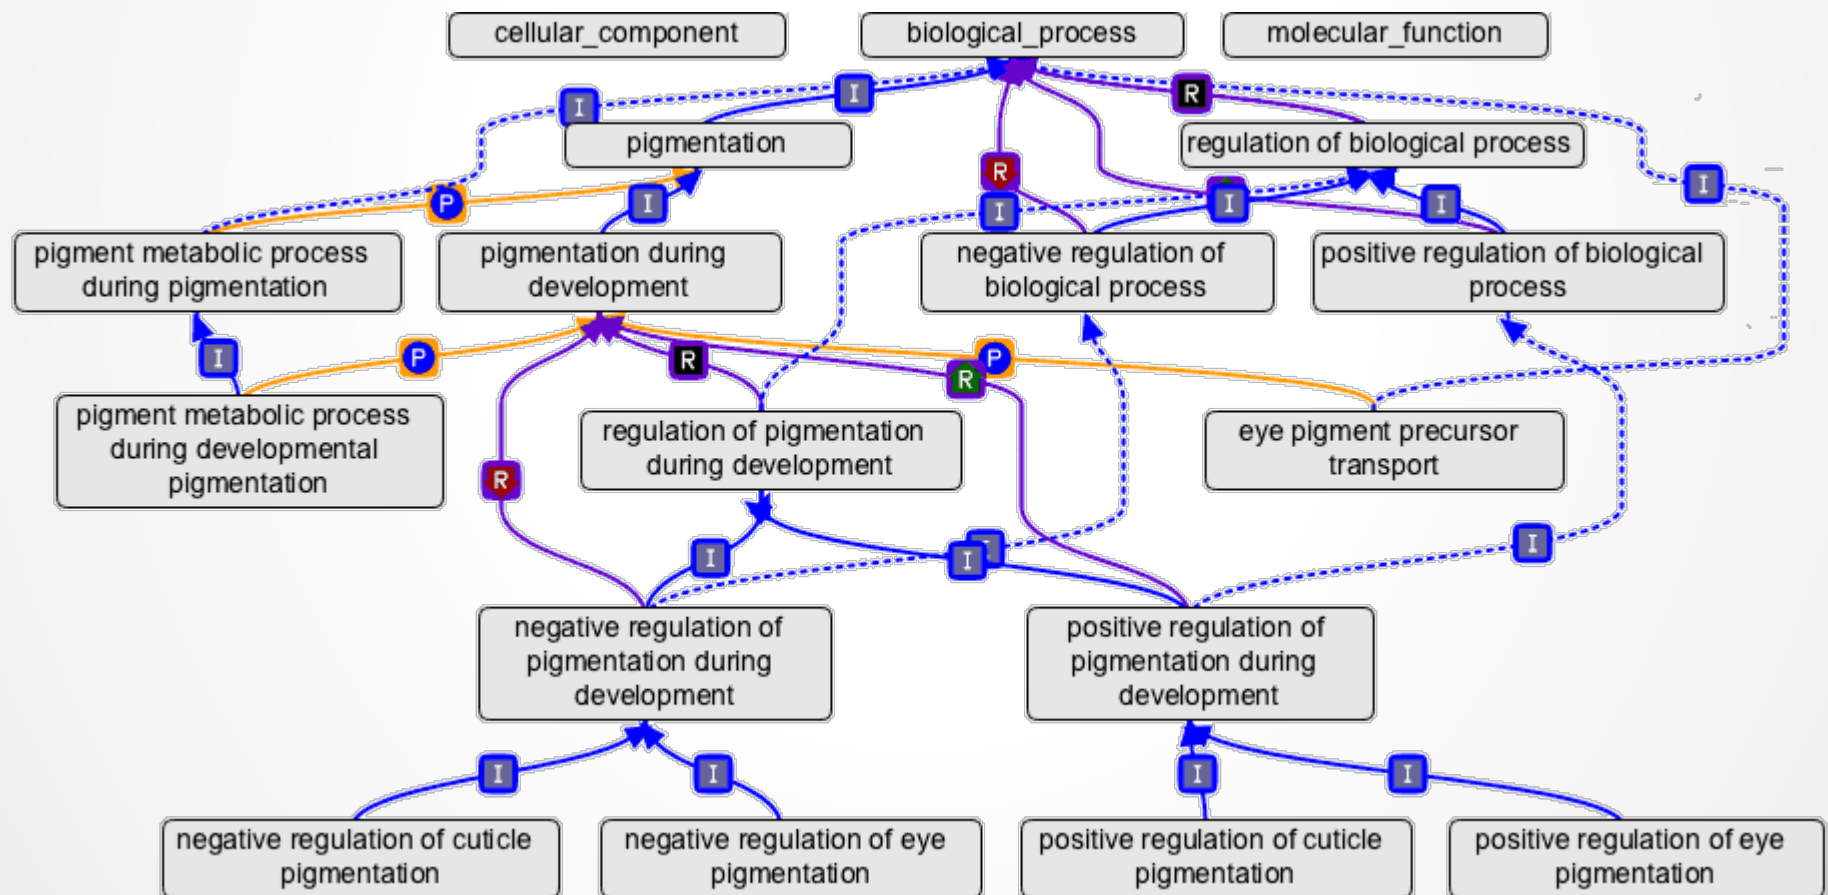 cellular_component
biological_process
molecular_function
I
I
R
pigmentation
regulation of biological process
R
I
P
I
I
I
I
pigment metabolic process
during pigmentation
pigmentation during
development
negative regulation of
biological process
positive regulation of biological
process
I
P
R
P
R
pigment metabolic process
during developmental
pigmentation
regulation of pigmentation
during development
eye pigment precursor
transport
R
I
I
I
I
negative regulation of
pigmentation during
development
positive regulation of
pigmentation during
development
I
I
I
I
negative regulation of cuticle
pigmentation
negative regulation of eye
pigmentation
positive regulation of cuticle
pigmentation
positive regulation of eye
pigmentation